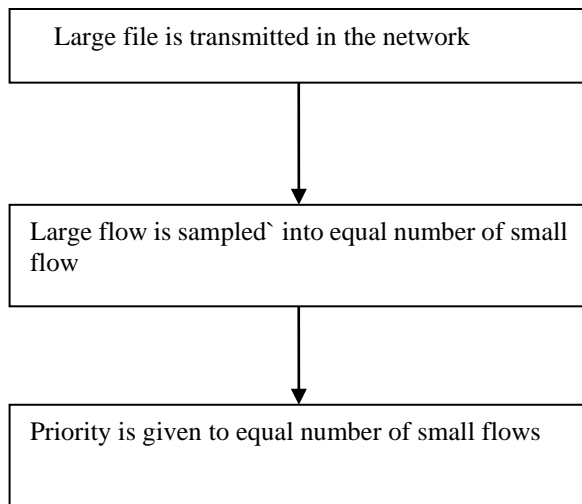 Large file is transmitted in the network
Large flow is sampled` into equal number of small
flow
Priority is given to equal number of small flows